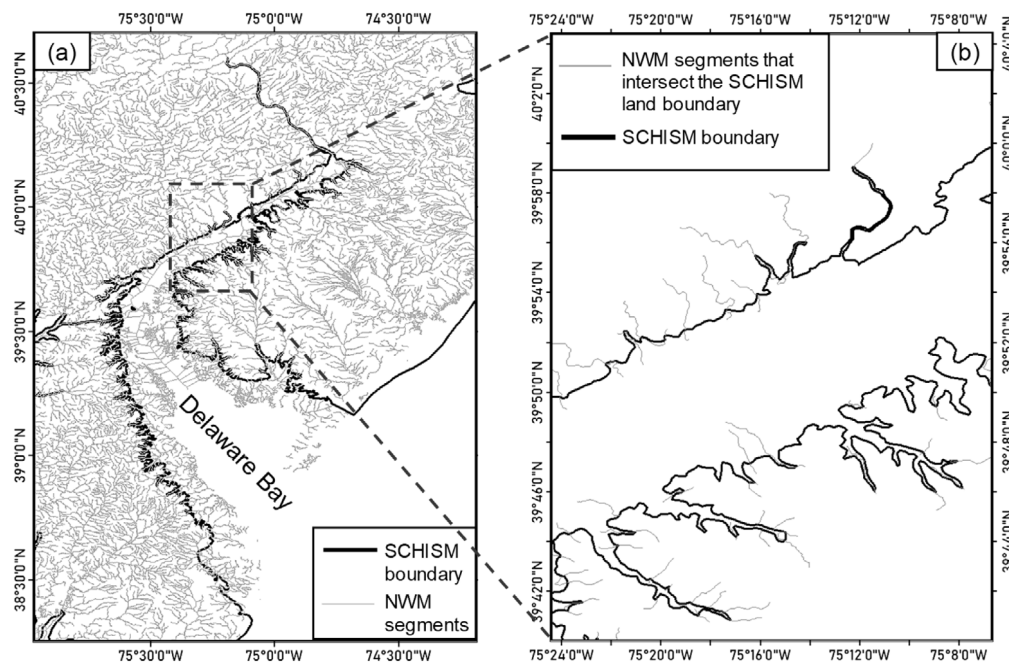 75°30'0"W 75°0'0"W 74°30'0"W
(a)
40°30'0"N
40°0'0"N
39°30'0"N
39°0'0"N
38°30'0"N
Delaware Bay
SCHISM
boundary
NWM
segments
75°30'0"W 75°0'0"W 74°30'0"W
75°24'0"W 75°20'0"W 75°16'0"W 75°12'0"W 75°8'0"W
(b)
NWM segments that
intersect the SCHISM
land boundary
SCHISM boundary
40°2'0"N
39°58'0"N
39°54'0"N
39°50'0"N
39°46'0"N
39°42'0"N
75°24'0"W 75°20'0"W 75°16'0"W 75°12'0"W 75°8'0"W